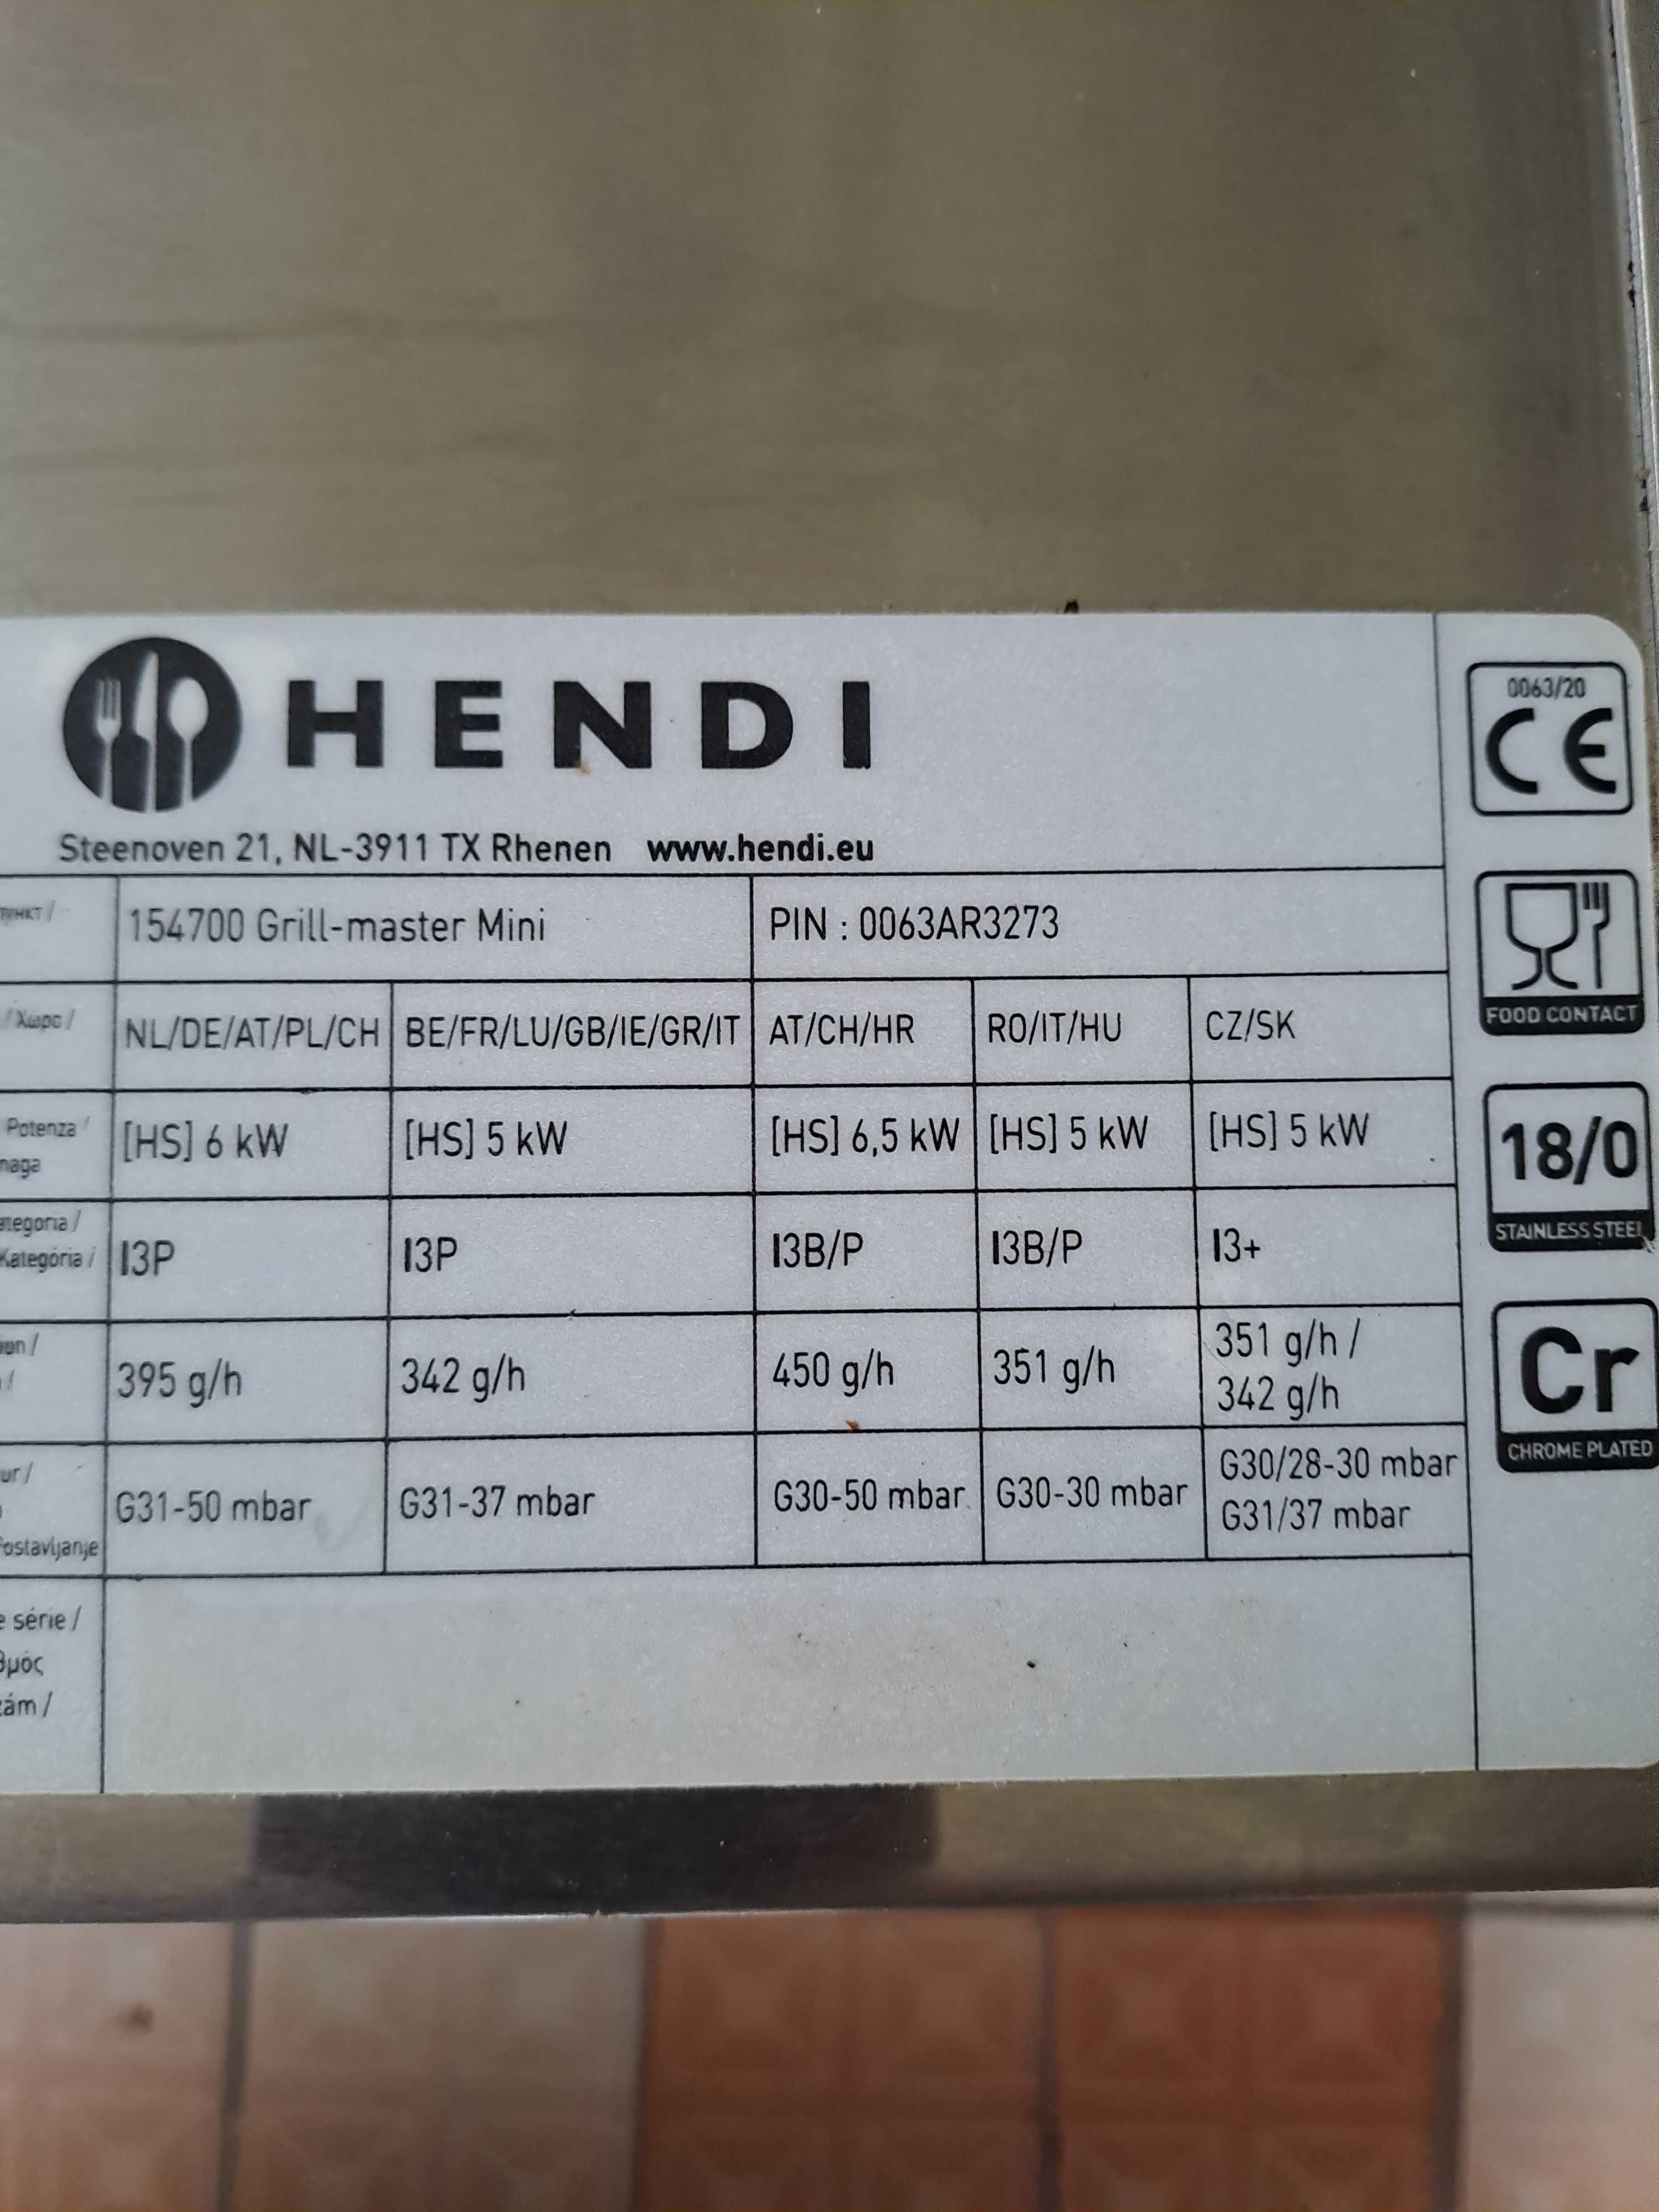 HENDI
Steenoven 21, NL-3911 TX Rhenen www.hendi.eu
154700 Grill-master Mini PIN : 0063AR3273
/ Χώρα / NL/DE/AT/PL/CH BE/FR/LU/GB/IE/GR/IT AT/CH/HR RO/IT/HU CZ/SK
Potenza /
[HS] 6 kW [HS] 5 kW [HS] 6,5 kW [HS] 5 kW [HS] 5 kW
Kategória / I3P I3P I3B/P I3B/P I3+
395 g/h 342 g/h 450 g/h 351 g/h 351 g/h /
342 g/h
G31-50 mbar G31-37 mbar G30-50 mbar G30-30 mbar G30/28-30 mbar
G31/37 mbar
série /
0063/20
CE
FOOD CONTACT
18/0
STAINLESS STEEL
Cr
CHROME PLATED